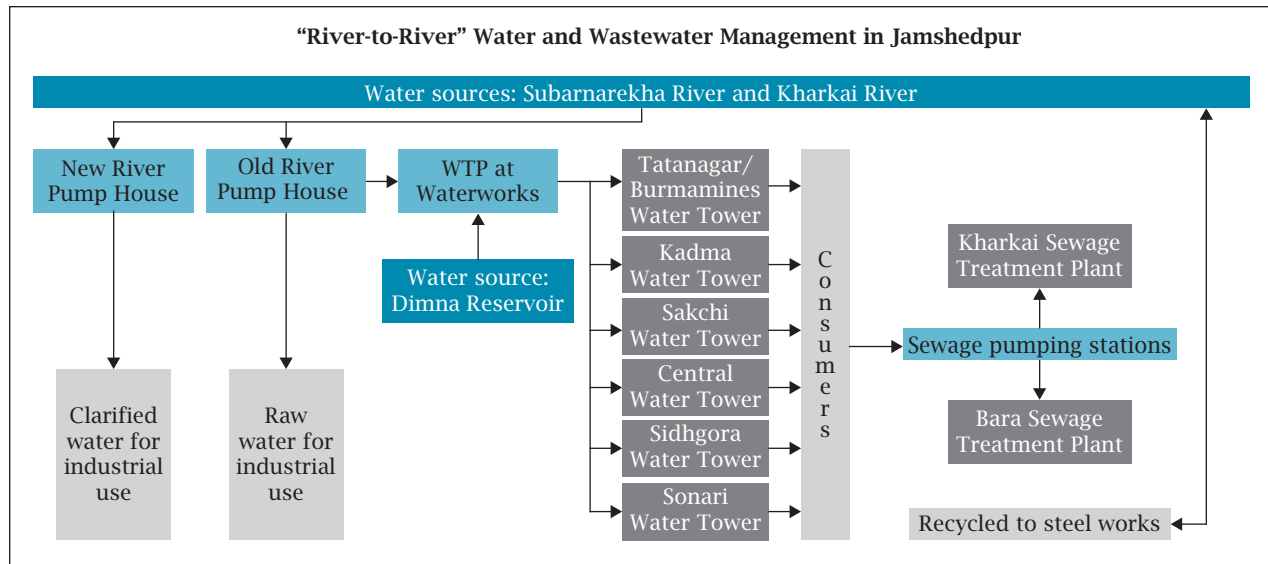 “River-to-River” Water and Wastewater Management in Jamshedpur
Water sources: Subarnarekha River and Kharkai River
New River
Pump House
Old River
Pump House
WTP at
Waterworks
Tatanagar/
Burmamines
Water Tower
Kadma
Water Tower
Water source:
Dimna Reservoir
Sakchi
Water Tower
Central
Water Tower
Sidhgora
Water Tower
Sonari
Water Tower
Consumers
Kharkai Sewage
Treatment Plant
Sewage pumping stations
Bara Sewage
Treatment Plant
Clarified
water for
industrial
use
Raw
water for
industrial
use
Recycled to steel works